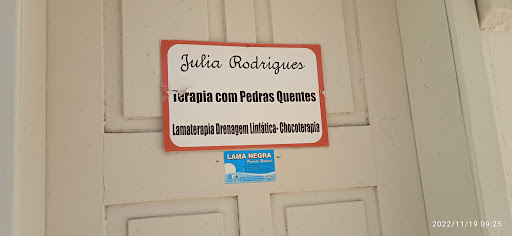 Julia Rodrigues
Terapia com Pedras Quentes
Lamaterapia Drenagem Linfática- Chocoterapia
LAMA NEGRA
2022/11/19 09:25